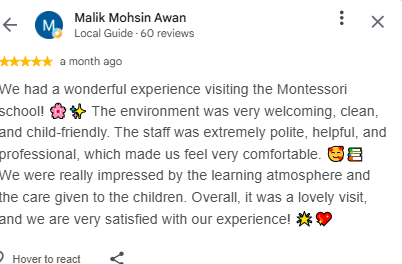 Malik Mohsin Awan
Local Guide · 60 reviews
★★★★★ a month ago
We had a wonderful experience visiting the Montessori
school! 🌸✨ The environment was very welcoming, clean,
and child-friendly. The staff was extremely polite, helpful, and
professional, which made us feel very comfortable. 🥰📚
We were really impressed by the learning atmosphere and
the care given to the children. Overall, it was a lovely visit,
and we are very satisfied with our experience! 🌟💖
Hover to react